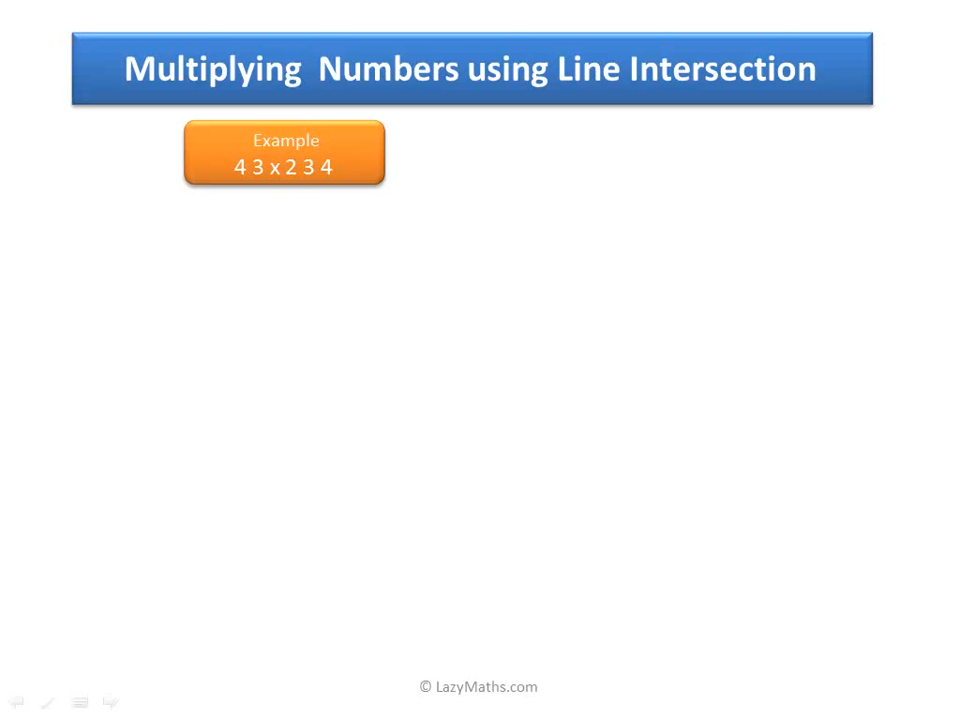 Multiplying Numbers using Line Intersection
Example
4 3 x 2 3 4
© LazyMaths.com